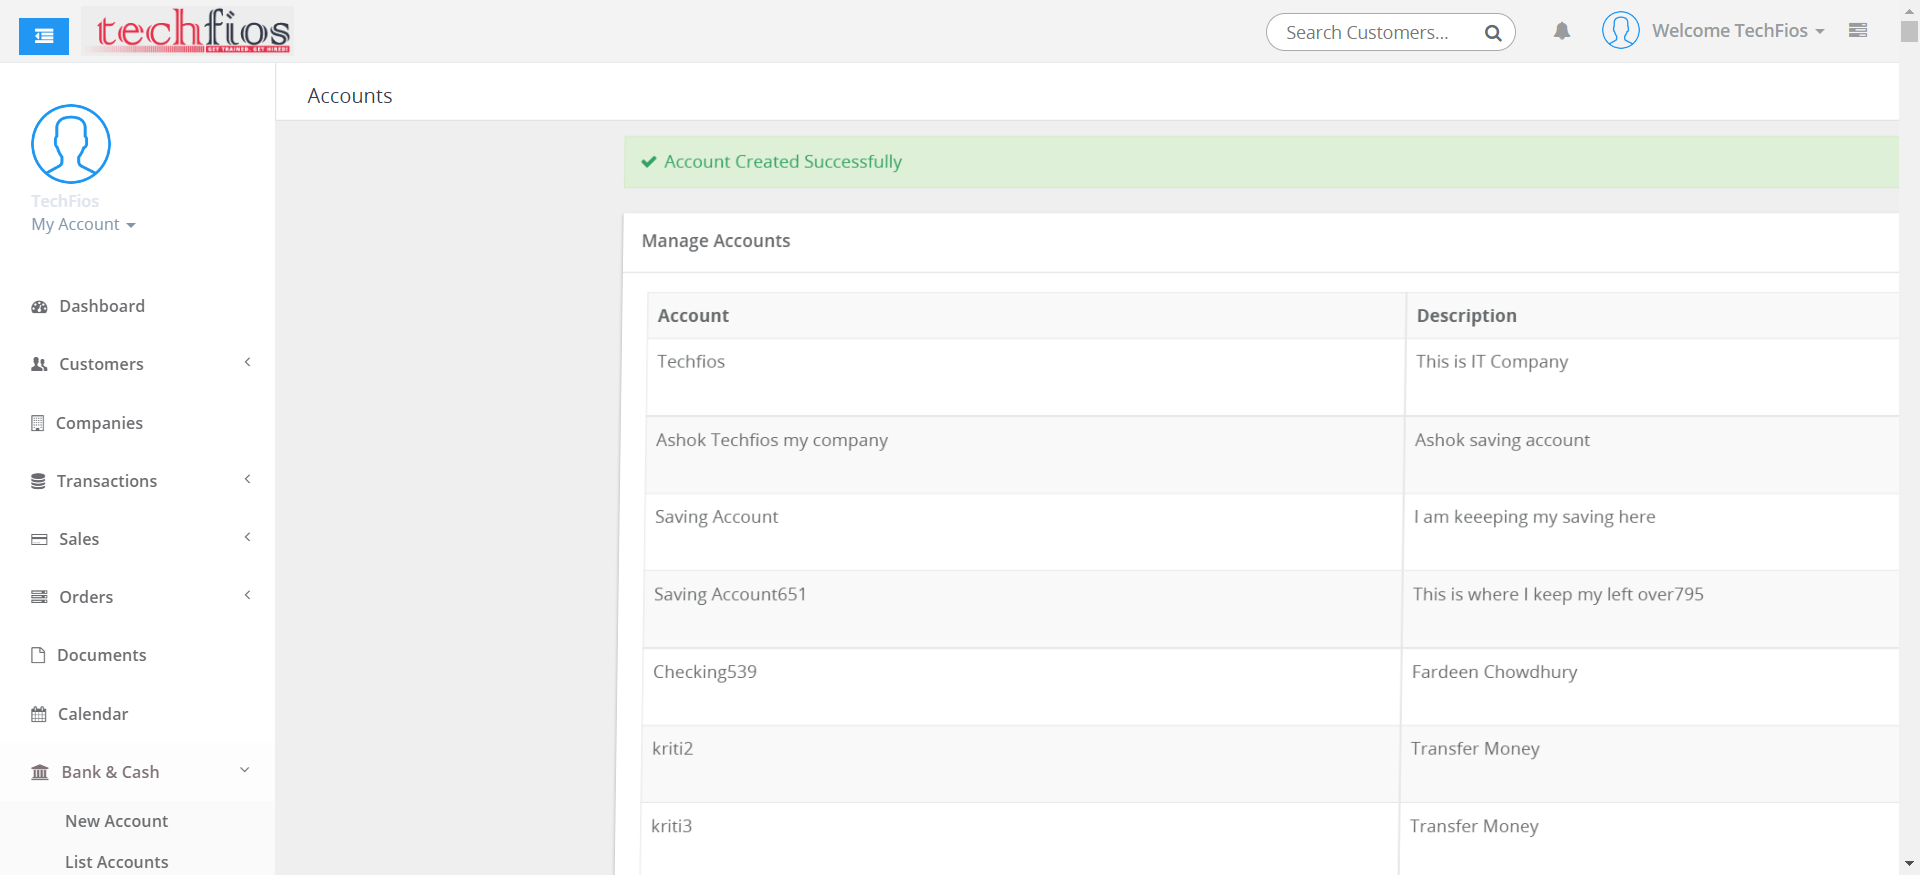 techfios
GET TRAINED. GET HIRED!
Search Customers...
Welcome TechFios
TechFios
My Account
Dashboard
Customers
Companies
Transactions
Sales
Orders
Documents
Calendar
Bank & Cash
New Account
List Accounts
Accounts
Account Created Successfully
Manage Accounts
Account Description
Techfios This is IT Company
Ashok Techfios my company Ashok saving account
Saving Account I am keeeping my saving here
Saving Account651 This is where I keep my left over795
Checking539 Fardeen Chowdhury
kriti2 Transfer Money
kriti3 Transfer Money